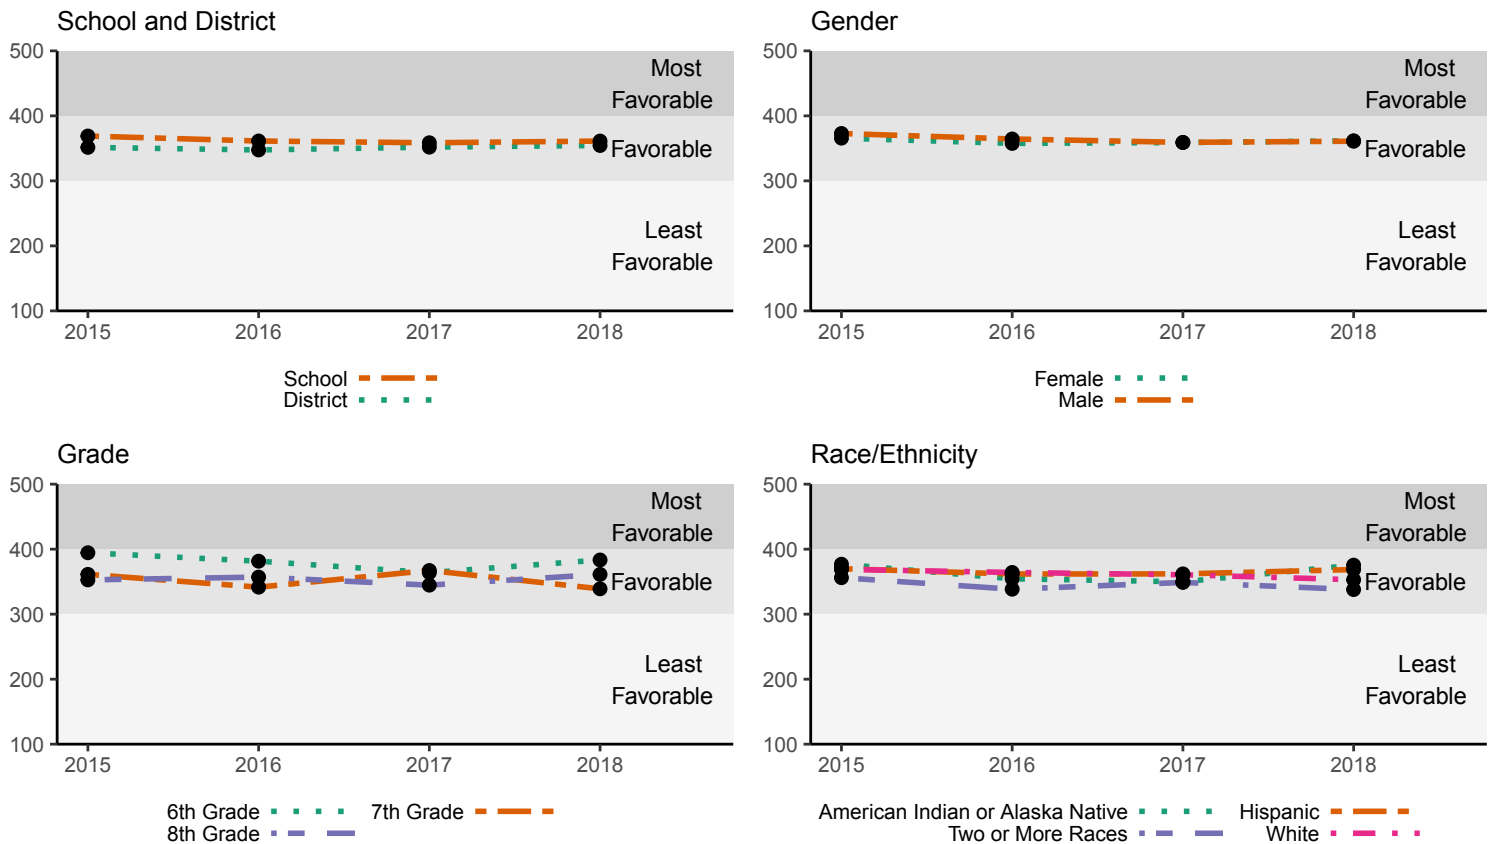 School and District
500
400
300
200
100
Most
Favorable
Favorable
Least
Favorable
2015 2016 2017 2018
School
District
Gender
500
400
300
200
100
Most
Favorable
Favorable
Least
Favorable
2015 2016 2017 2018
Female
Male
Grade
500
400
300
200
100
Most
Favorable
Favorable
Least
Favorable
2015 2016 2017 2018
6th Grade 7th Grade
8th Grade
Race/Ethnicity
500
400
300
200
100
Most
Favorable
Favorable
Least
Favorable
2015 2016 2017 2018
American Indian or Alaska Native Hispanic
Two or More Races White